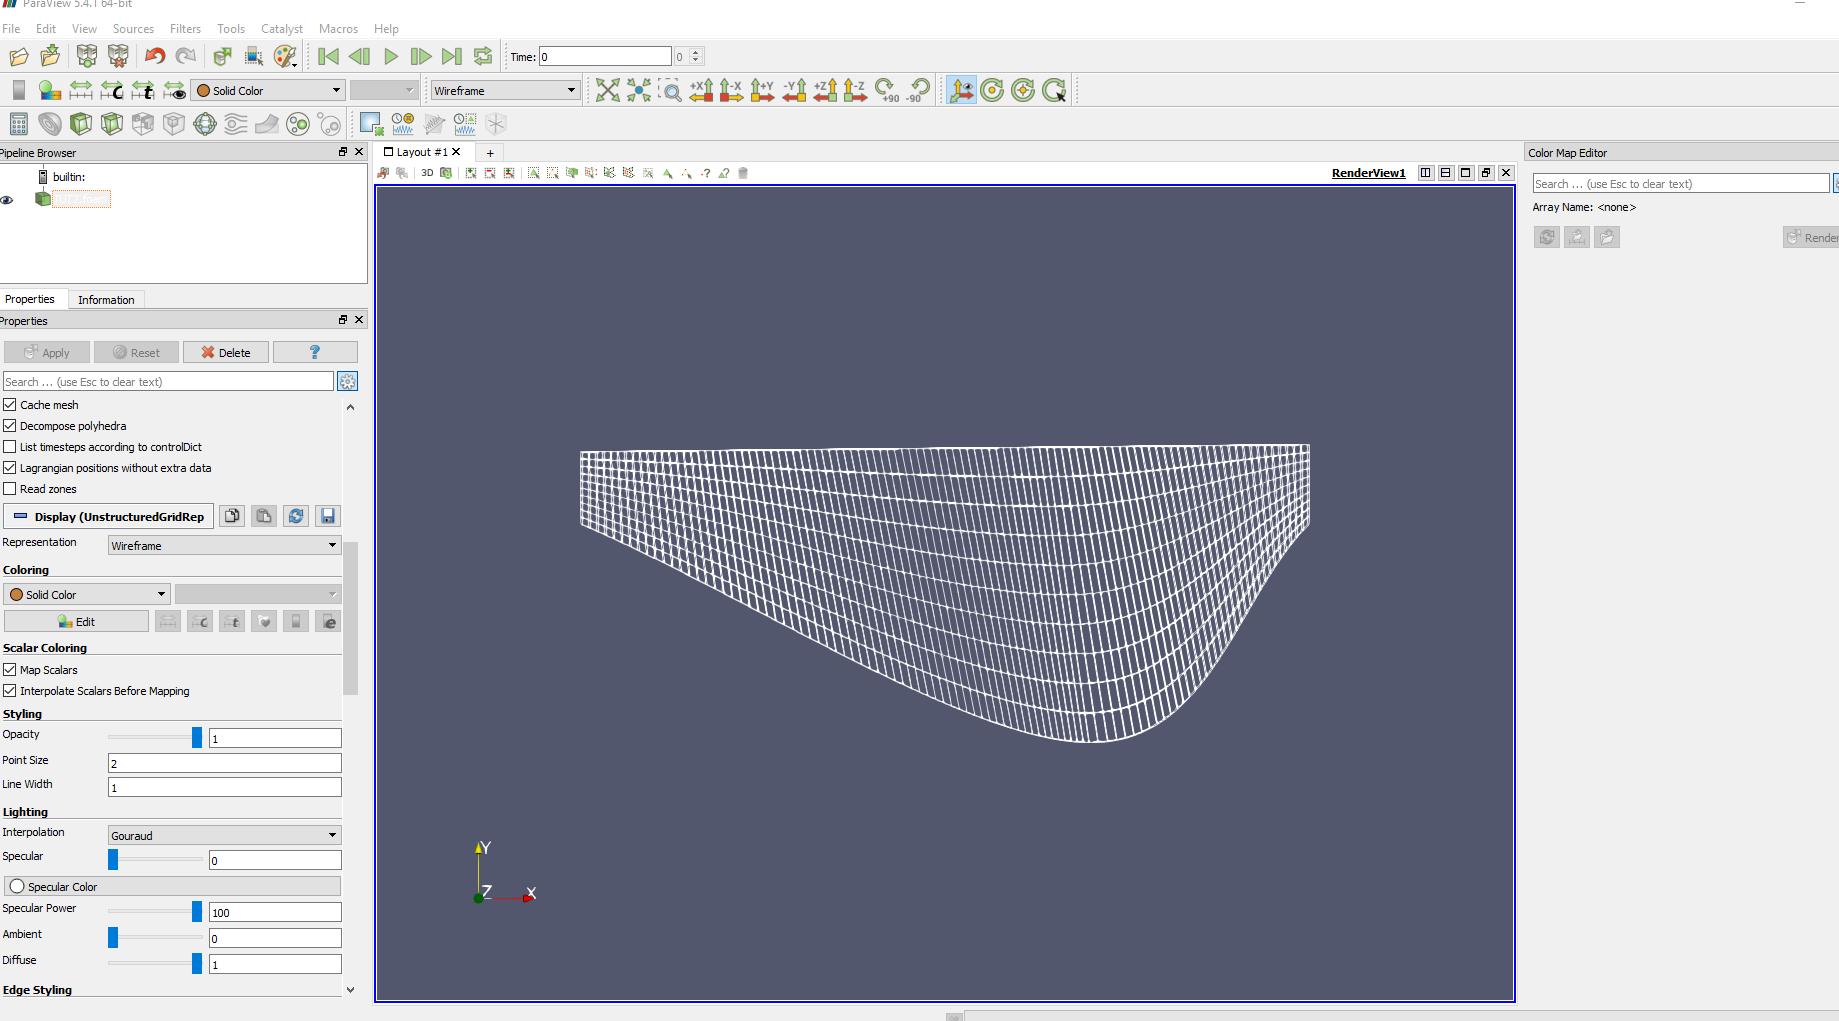 ParaView 5.4.1 64-bit
File Edit View Sources Filters Tools Catalyst Macros Help
Time: 0 0
Solid Color Wireframe +X -X +Y -Y +Z -Z +90 -90
Pipeline Browser
builtin:
Layout #1 +
3D
RenderView1
Color Map Editor
Search ... (use Esc to clear text)
Array Name: <none>
Render
Properties Information
Properties
Apply Reset Delete ?
Search ... (use Esc to clear text)
Cache mesh
Decompose polyhedra
List timesteps according to controlDict
Lagrangian positions without extra data
Read zones
Display (UnstructuredGridRep
Representation Wireframe
Coloring
Solid Color
Edit
Scalar Coloring
Map Scalars
Interpolate Scalars Before Mapping
Styling
Opacity 1
Point Size 2
Line Width 1
Lighting
Interpolation Gouraud
Specular 0
Specular Color
Specular Power 100
Ambient 0
Diffuse 1
Edge Styling
Y
Z X